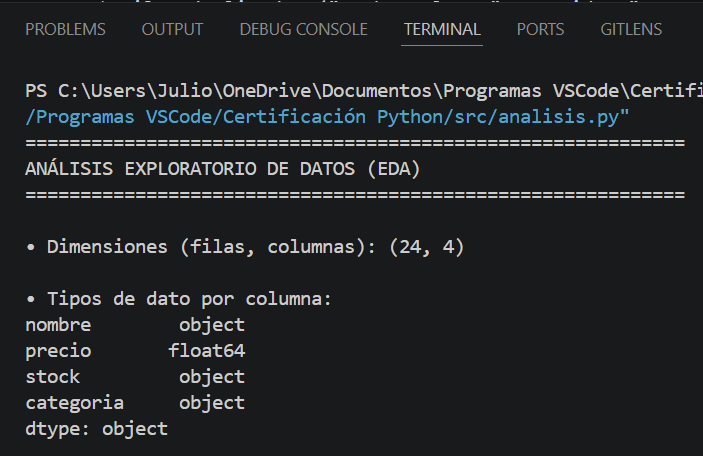 PROBLEMS OUTPUT DEBUG CONSOLE TERMINAL PORTS GITLENS
PS C:\Users\Julio\OneDrive\Documentos\Programas VSCode\Certifi
/Programas VSCode/Certificación Python/src/analisis.py"
============================================================
ANÁLISIS EXPLORATORIO DE DATOS (EDA)
============================================================
• Dimensiones (filas, columnas): (24, 4)
• Tipos de dato por columna:
nombre        object
precio       float64
stock         object
categoria     object
dtype: object